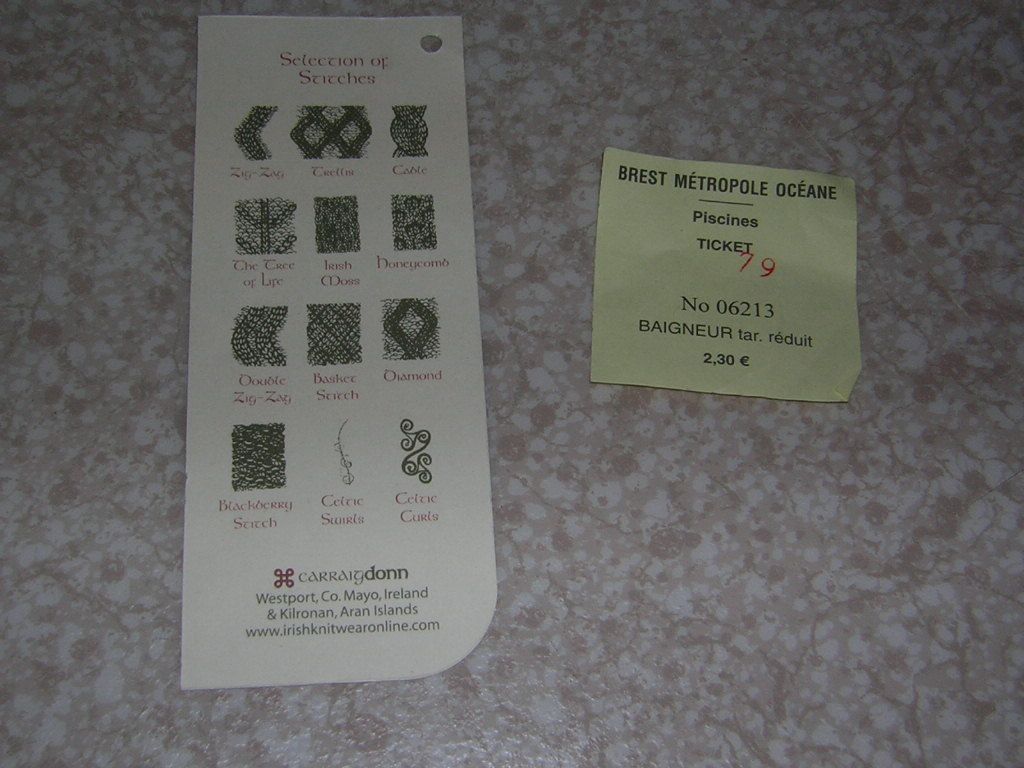 Selection of
Stitches
Zig-Zag Trellis Cable
The Tree
of Life
Irish
Moss
Honeycomb
Double
Zig-Zag
Basket
Stitch
Diamond
Blackberry
Stitch
Celtic
Swirls
Celtic
Curls
CARRAIGdonn
Westport, Co. Mayo, Ireland
& Kilronan, Aran Islands
www.irishknitwearonline.com
BREST MÉTROPOLE OCÉANE
Piscines
TICKET
79
No 06213
BAIGNEUR tar. réduit
2,30 €